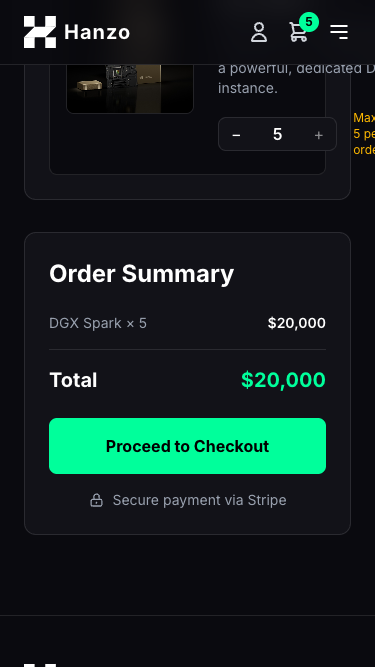 Hanzo
5
a powerful, dedicated D
instance.
− 5 +
Max
5 pe
orde
Order Summary
DGX Spark × 5 $20,000
Total $20,000
Proceed to Checkout
Secure payment via Stripe